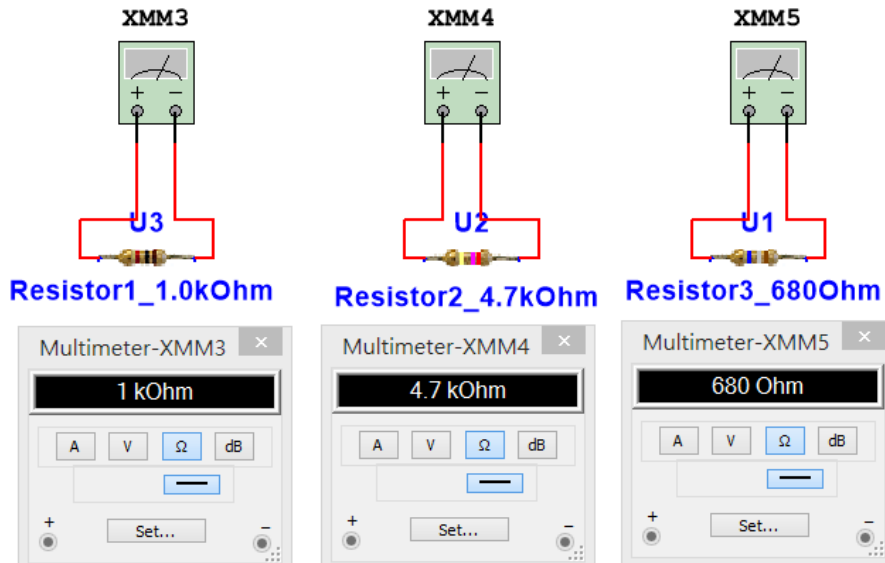 XMM3
XMM4
XMM5
+ −
+ −
+ −
U3
U2
U1
Resistor1_1.0kOhm
Resistor2_4.7kOhm
Resistor3_680Ohm
Multimeter-XMM3 ×
1 kOhm
A V Ω dB
+ −
Set...
Multimeter-XMM4 ×
4.7 kOhm
A V Ω dB
+ −
Set...
Multimeter-XMM5 ×
680 Ohm
A V Ω dB
+ −
Set...